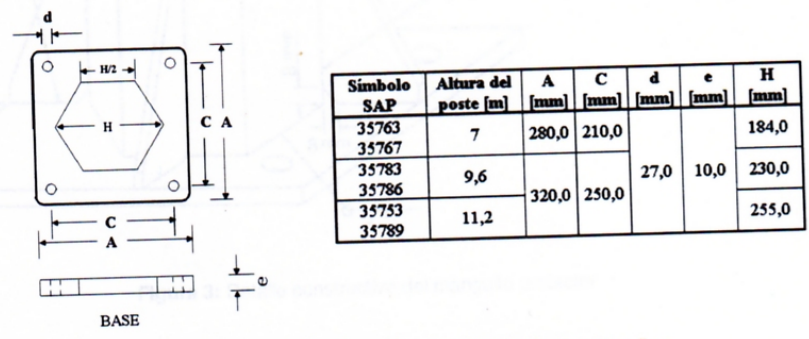 d
H/2
H
C A
C
A
e
BASE
Símbolo SAP Altura del poste [m] A [mm] C [mm] d [mm] e [mm] H [mm]
35763
35767 7 280,0 210,0 27,0 10,0 184,0
35783
35786 9,6 320,0 250,0 230,0
35753
35789 11,2 255,0